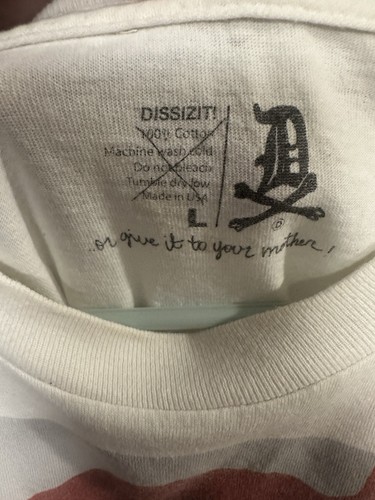 DISSIZIT!
100% Cotton
Machine wash cold
Do not bleach
Tumble dry low
Made in USA
L
D
®
...or give it to your mother!